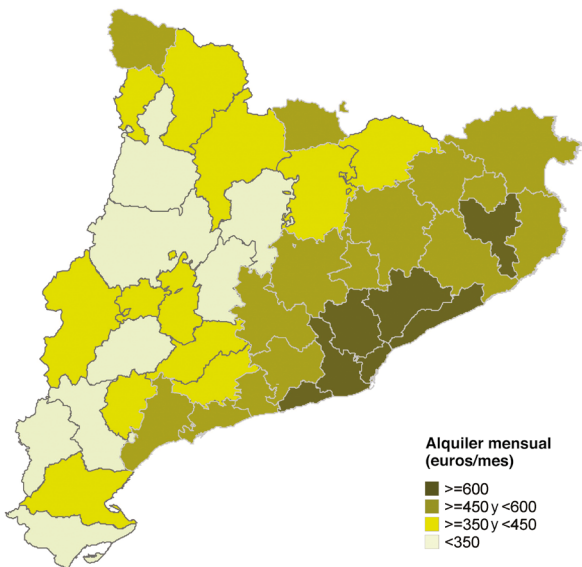 Alquiler mensual
(euros/mes)
>=600
>=450 y <600
>=350 y <450
<350